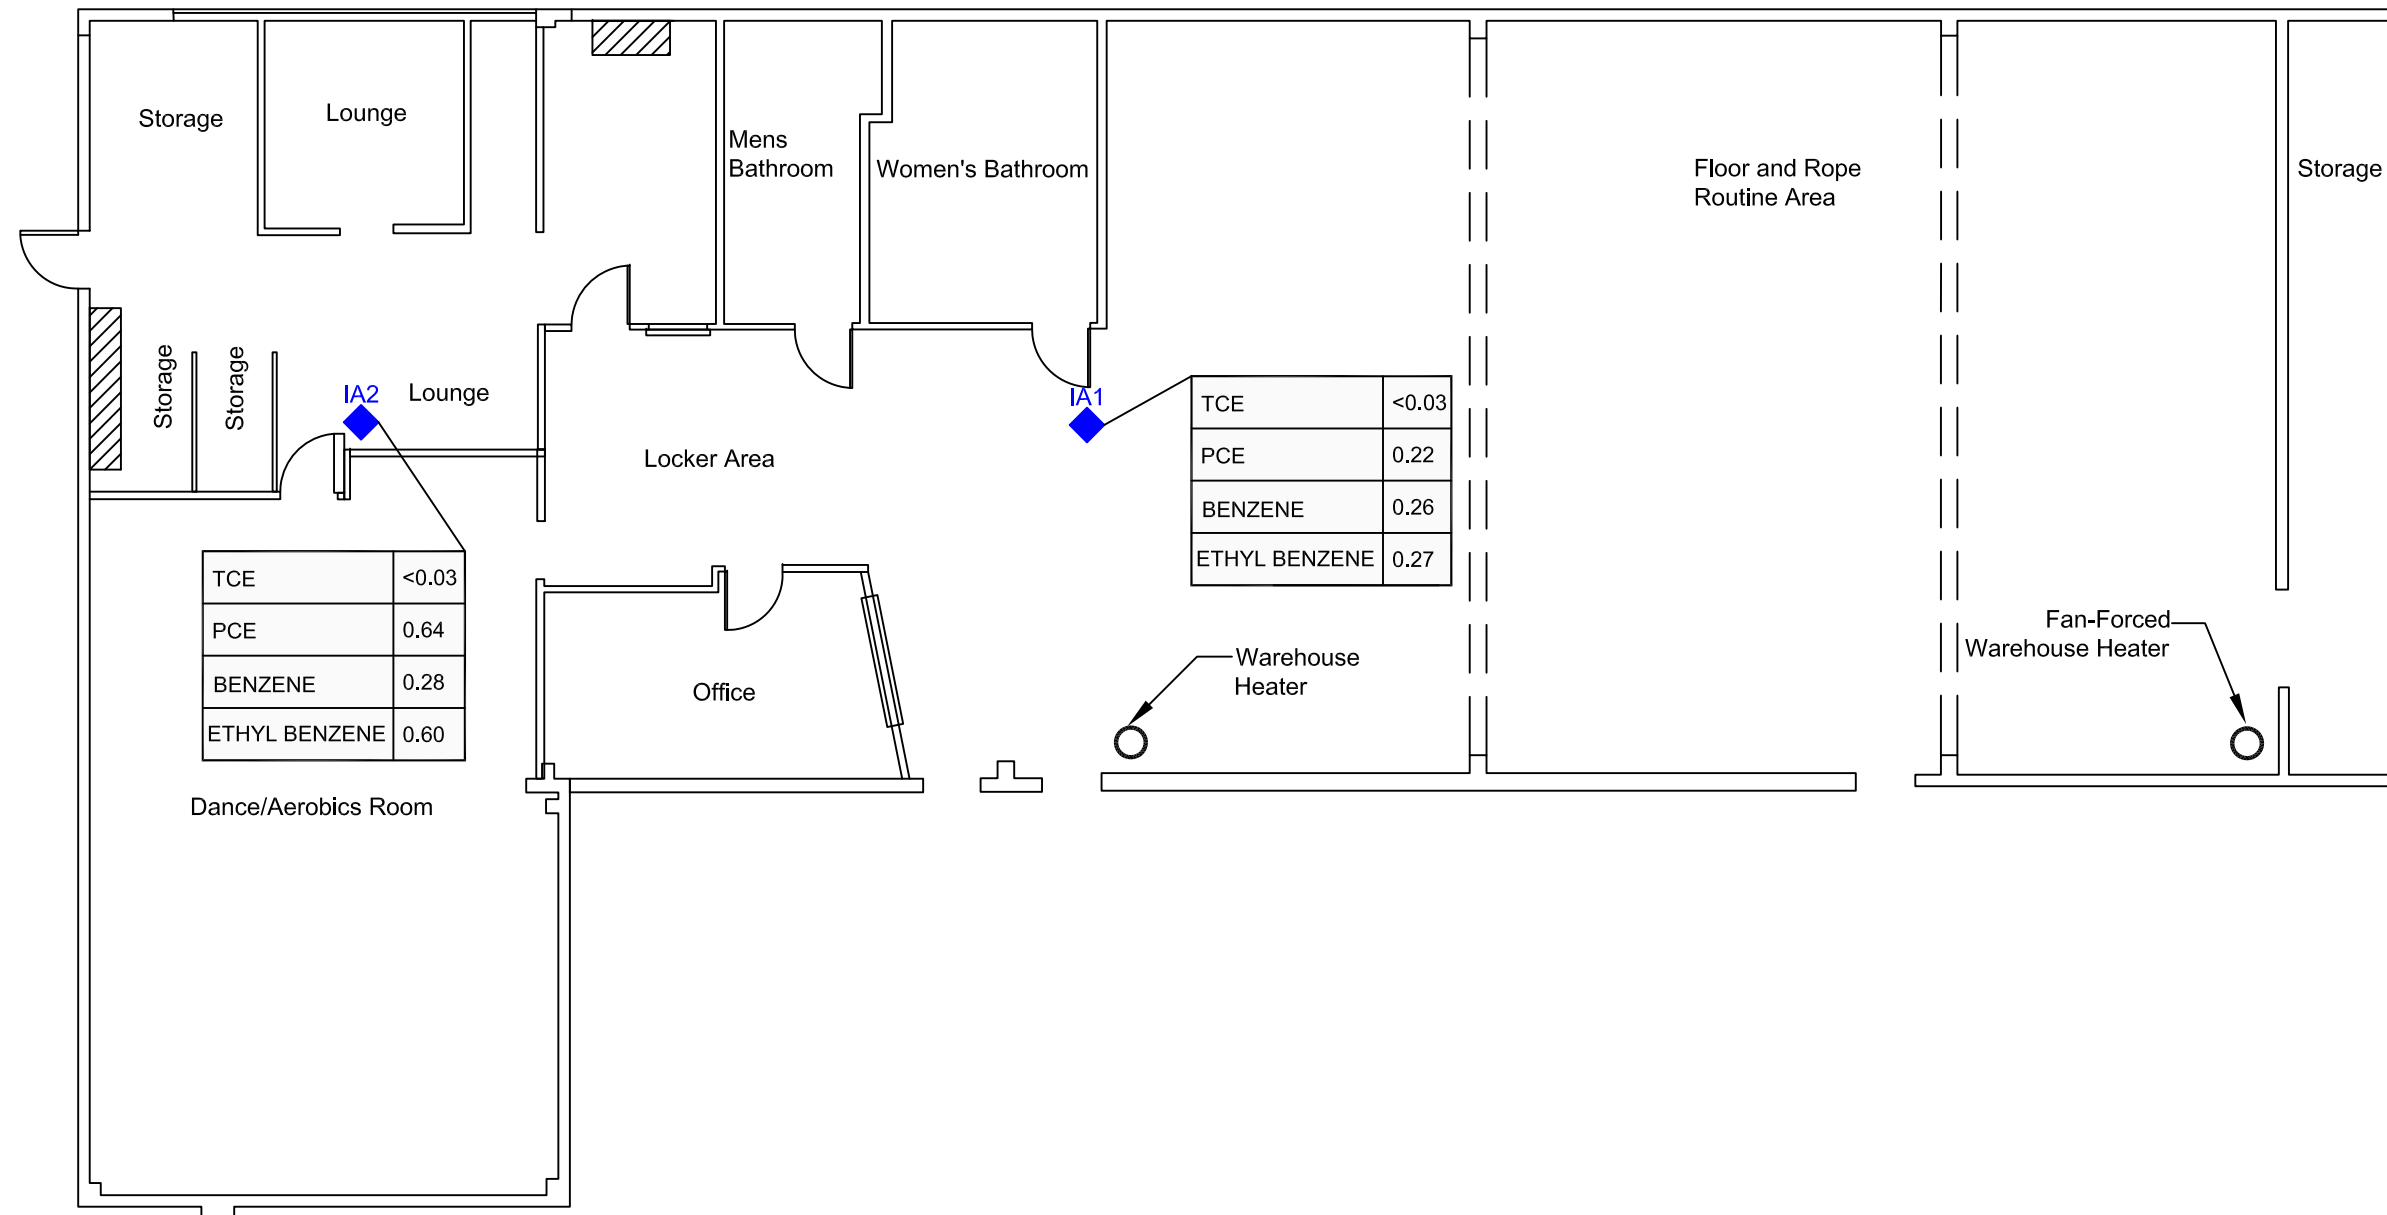 Storage
Lounge
Mens
Bathroom
Women's Bathroom
Floor and Rope
Routine Area
Storage
Storage
Storage
IA2
Lounge
Locker Area
IA1
TCE <0.03
PCE 0.22
BENZENE 0.26
ETHYL BENZENE 0.27
TCE <0.03
PCE 0.64
BENZENE 0.28
ETHYL BENZENE 0.60
Office
Warehouse
Heater
Fan-Forced
Warehouse Heater
Dance/Aerobics Room